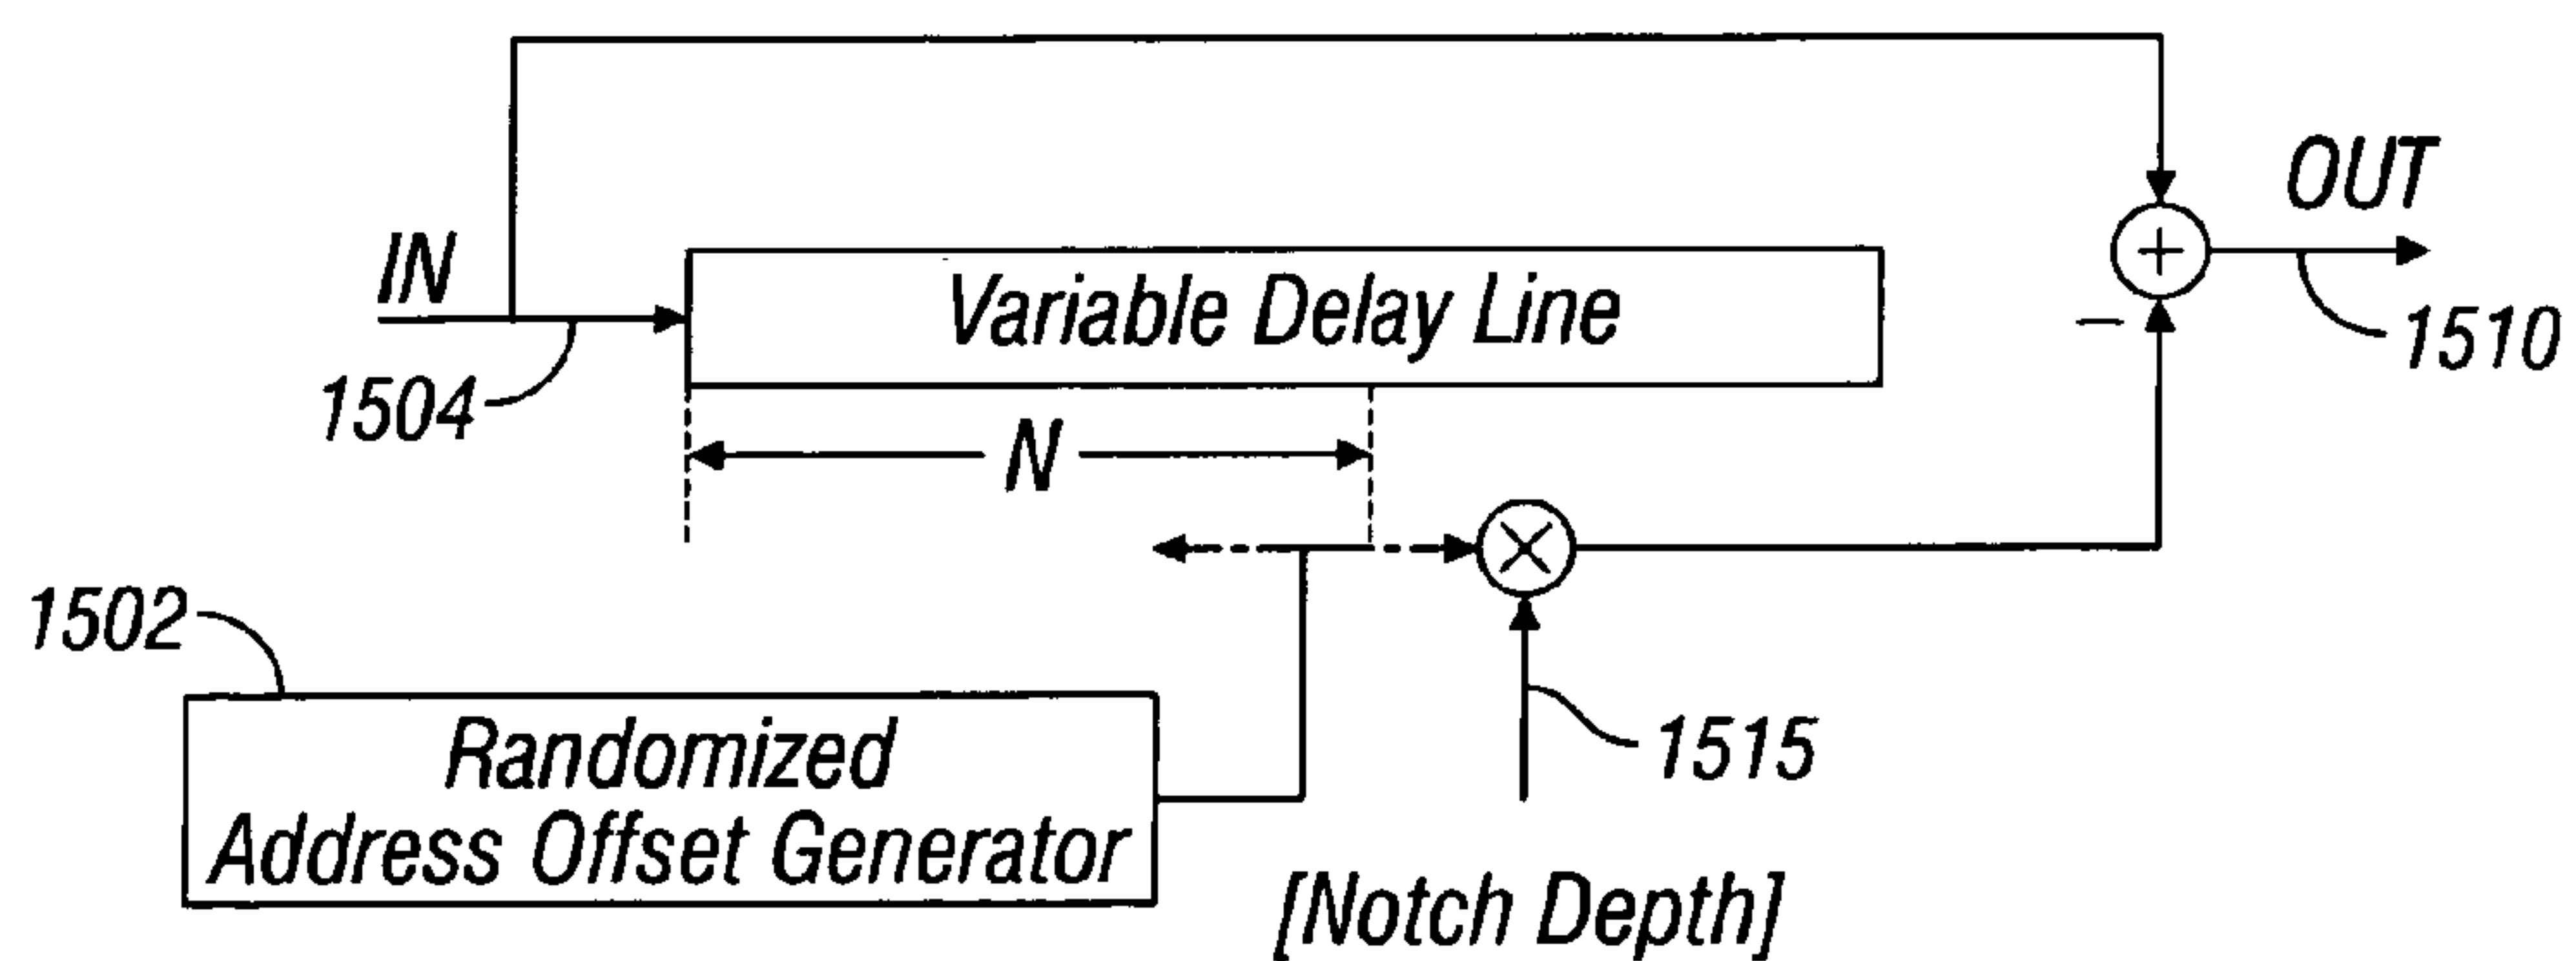 OUT
IN
Variable Delay Line
+
−
1504
1510
N
×
1502
Randomized
Address Offset Generator
1515
[Notch Depth]